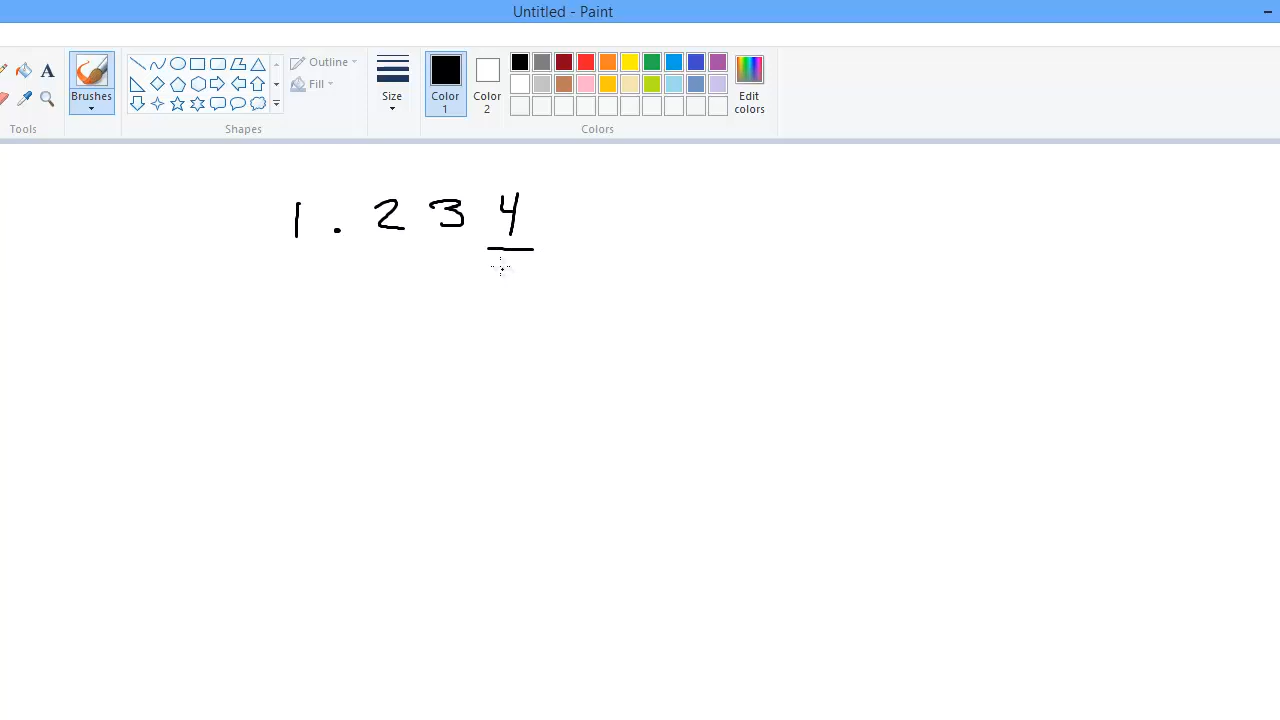 Untitled - Paint
Outline
Fill
Brushes
Size
Color 1
Color 2
Edit colors
Tools
Shapes
Colors
1 . 2 3 4